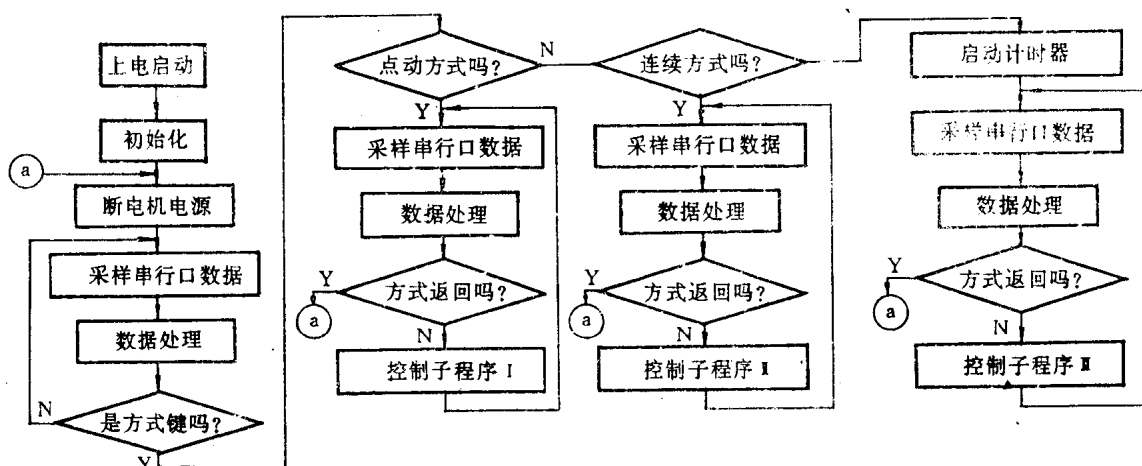 上电启动
初始化
a
断电机电源
采样串行口数据
数据处理
N
是方式键吗?
Y
点动方式吗?
N
Y
采样串行口数据
数据处理
Y
方式返回吗?
a
N
控制子程序 Ⅰ
连续方式吗?
Y
采样串行口数据
数据处理
Y
方式返回吗?
a
N
控制子程序 Ⅱ
启动计时器
采样串行口数据
数据处理
Y
方式返回吗?
a
N
控制子程序 Ⅲ